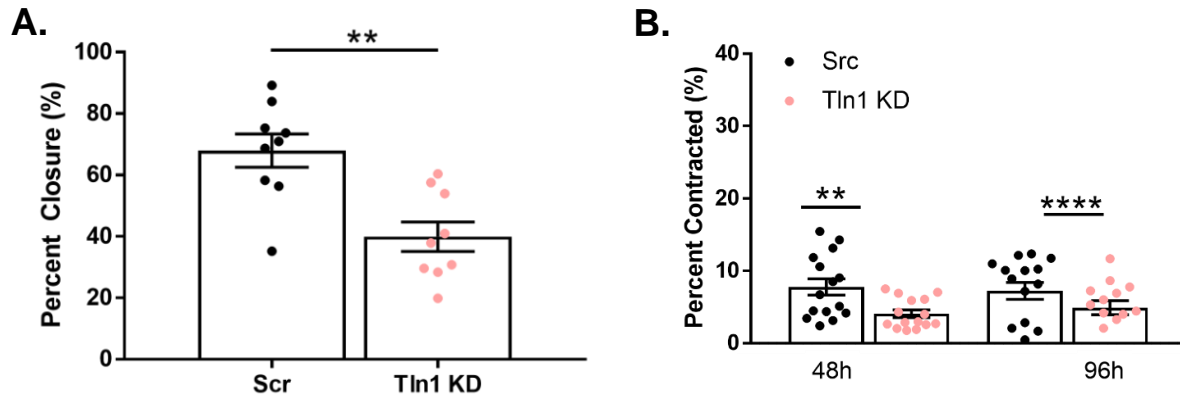 A.
**
Percent Closure (%)
100
80
60
40
20
0
Scr
Tln1 KD
B.
Percent Contracted (%)
40
30
20
10
0
Src
Tln1 KD
**
****
48h
96h